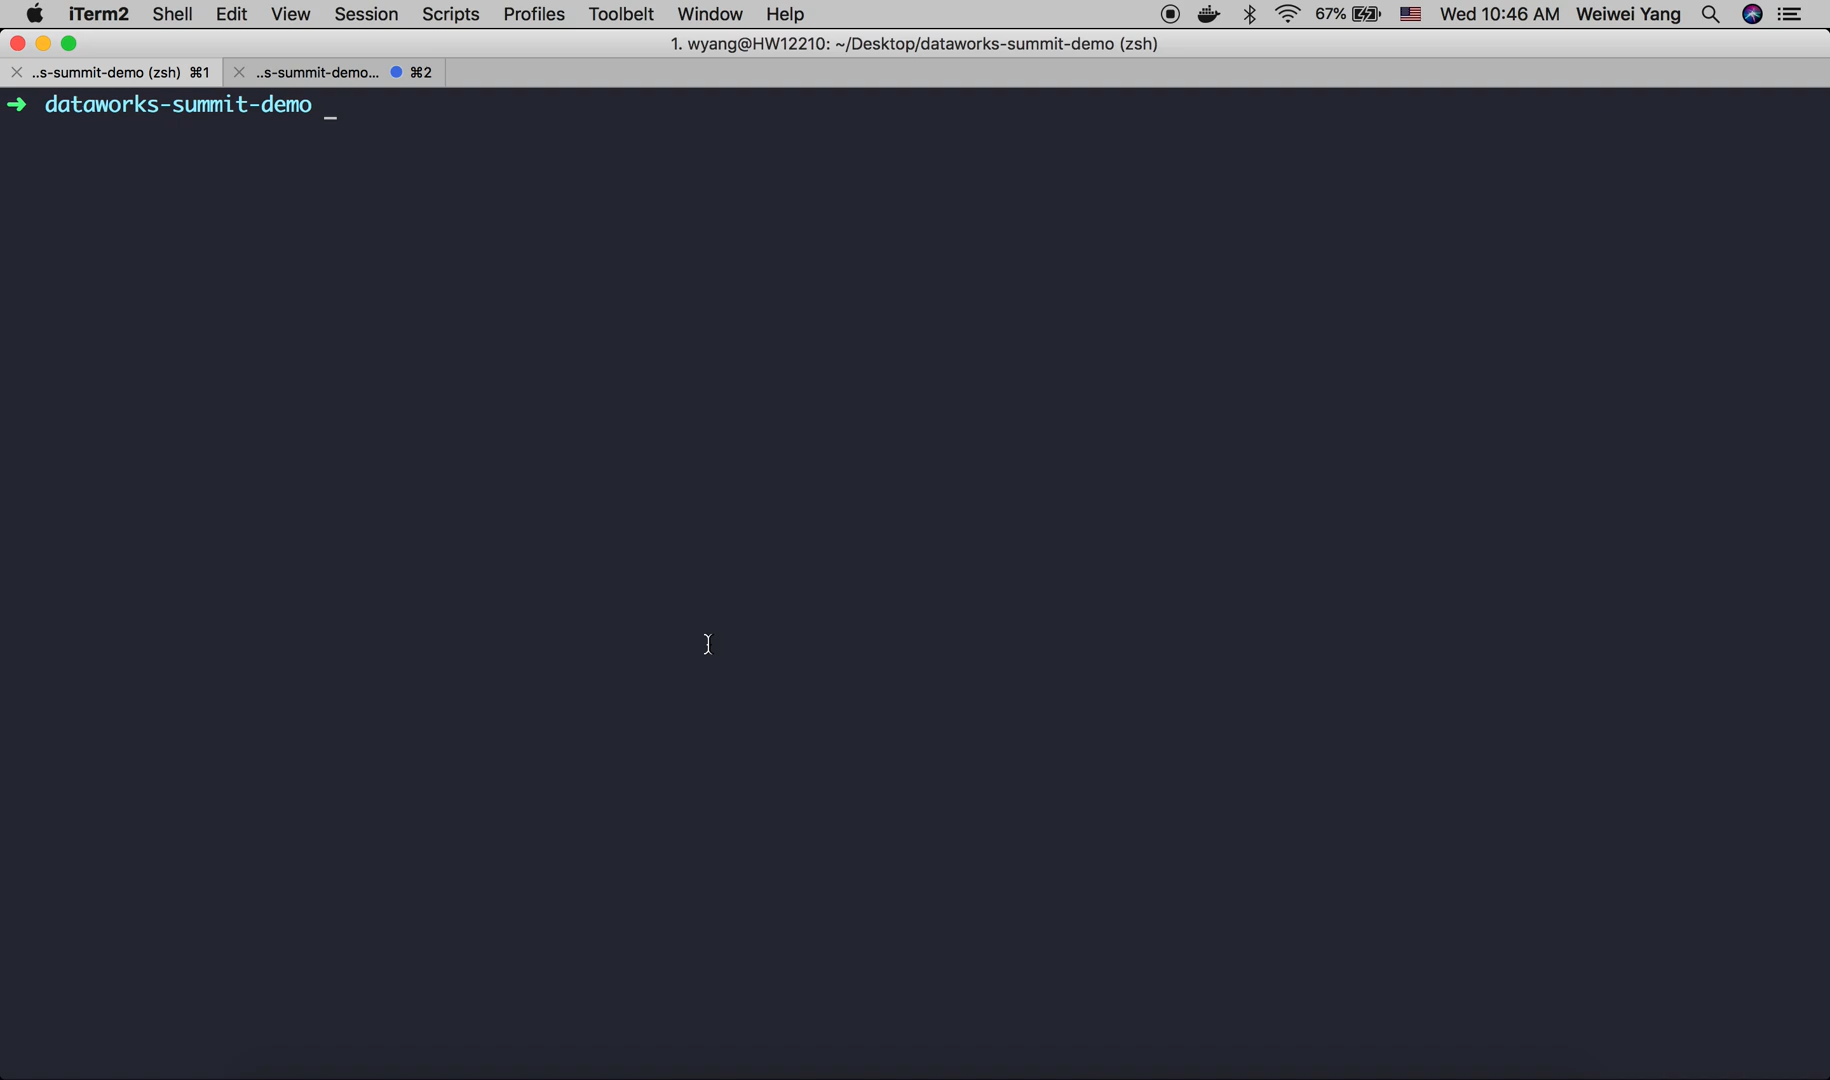 iTerm2 Shell Edit View Session Scripts Profiles Toolbelt Window Help 67% Wed 10:46 AM Weiwei Yang
1. wyang@HW12210: ~/Desktop/dataworks-summit-demo (zsh)
..s-summit-demo (zsh) ⌘1 ..s-summit-demo... ⌘2
➜ dataworks-summit-demo _